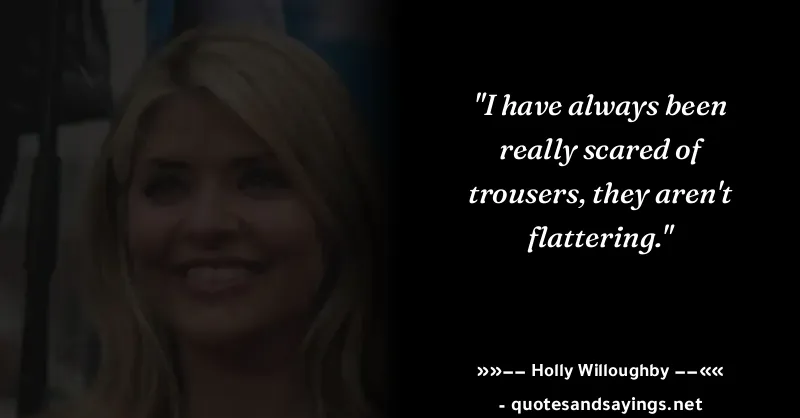 "I have always been
really scared of
trousers, they aren't
flattering."
»»–– Holly Willoughby ––««
- quotesandsayings.net